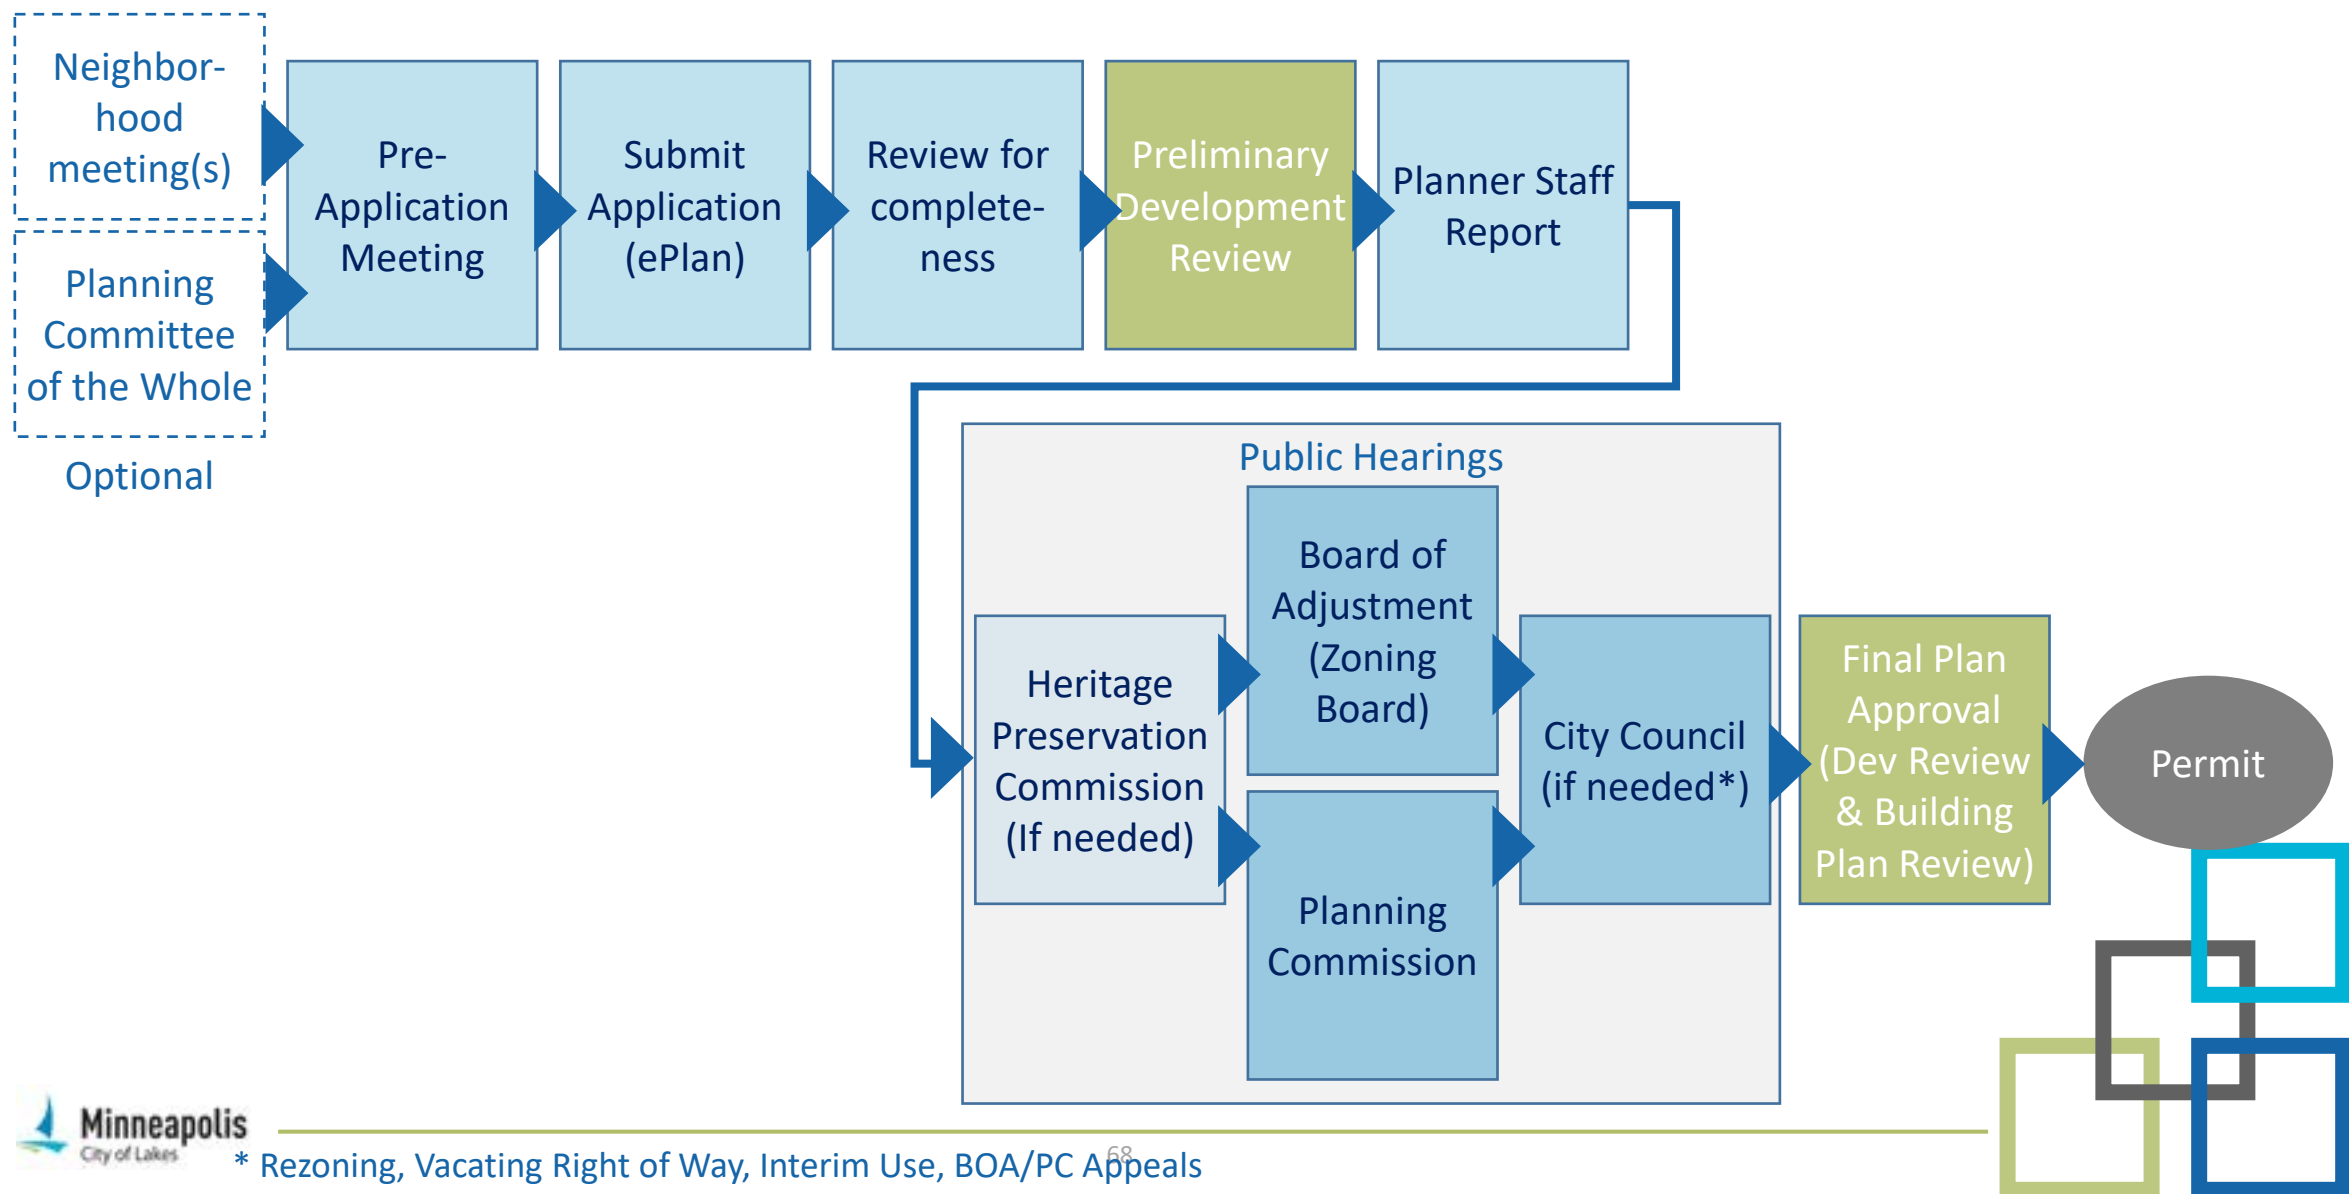 Neighbor-
hood
meeting(s)
Planning
Committee
of the Whole
Optional
Pre-
Application
Meeting
Submit
Application
(ePlan)
Review for
complete-
ness
Preliminary
Development
Review
Planner Staff
Report
Public Hearings
Heritage
Preservation
Commission
(If needed)
Board of
Adjustment
(Zoning
Board)
Planning
Commission
City Council
(if needed*)
Final Plan
Approval
(Dev Review
& Building
Plan Review)
Permit
Minneapolis
City of Lakes
68
* Rezoning, Vacating Right of Way, Interim Use, BOA/PC Appeals